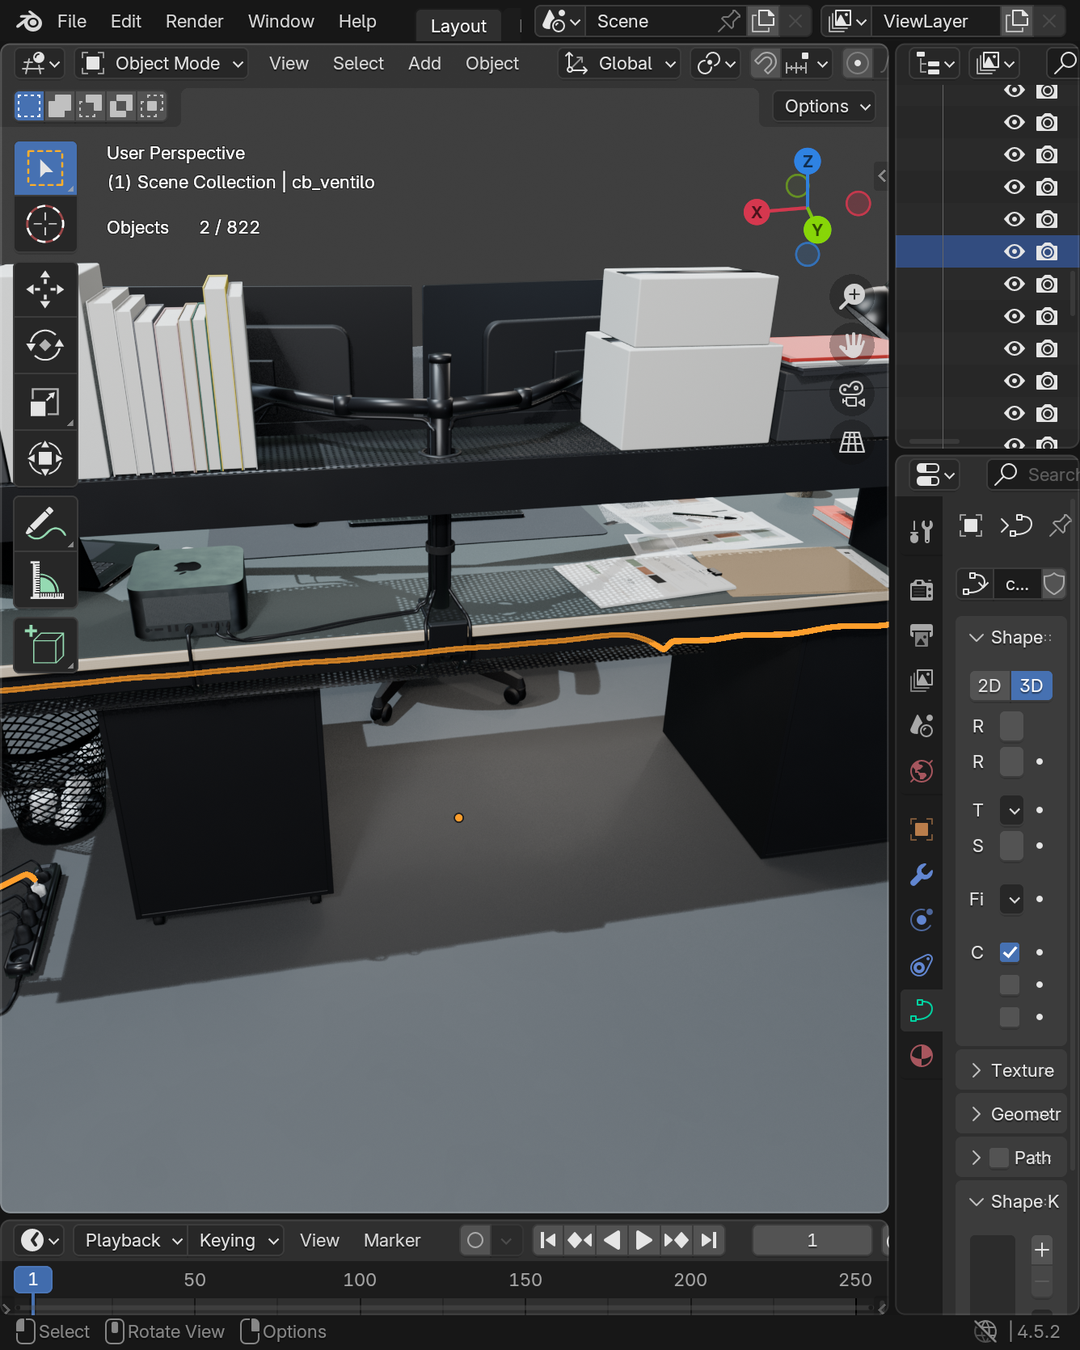 File Edit Render Window Help Layout Scene ViewLayer
Object Mode View Select Add Object Global
Options
User Perspective
(1) Scene Collection | cb_ventilo
Objects 2 / 822
Z
X
Y
Search
c...
Shape
2D 3D
R
R
T
S
Fi
C
Texture
Geometr
Path
Shape K
Playback Keying View Marker 1
1 50 100 150 200 250
Select Rotate View Options 4.5.2